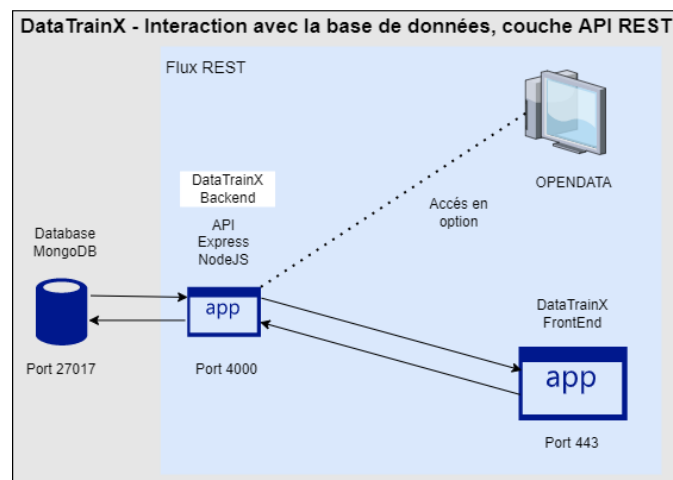 DataTrainX - Interaction avec la base de données, couche API REST
Flux REST
OPENDATA
Accès en
option
DataTrainX
Backend
API
Express
NodeJS
Database
MongoDB
app
Port 27017
Port 4000
DataTrainX
FrontEnd
app
Port 443